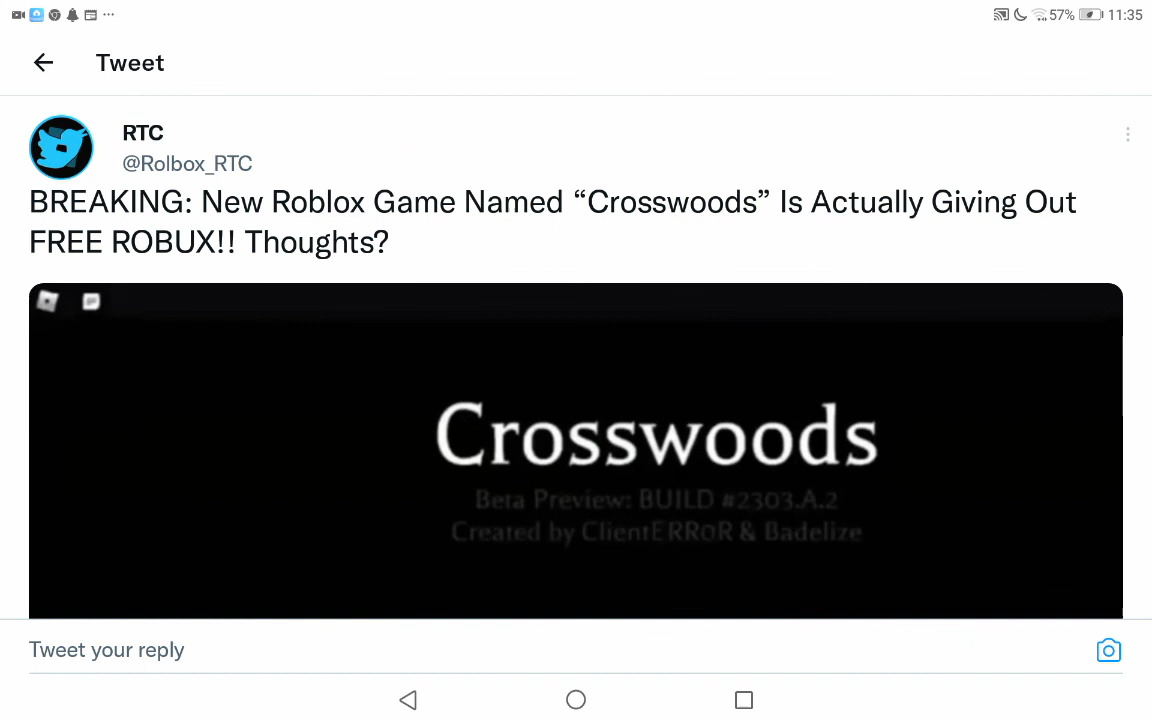 57% 11:35
Tweet
RTC
@Rolbox_RTC
BREAKING: New Roblox Game Named “Crosswoods” Is Actually Giving Out
FREE ROBUX!! Thoughts?
Crosswoods
Beta Preview: BUILD #2303.A.2
Created by ClientERR0R & Badelize
Tweet your reply